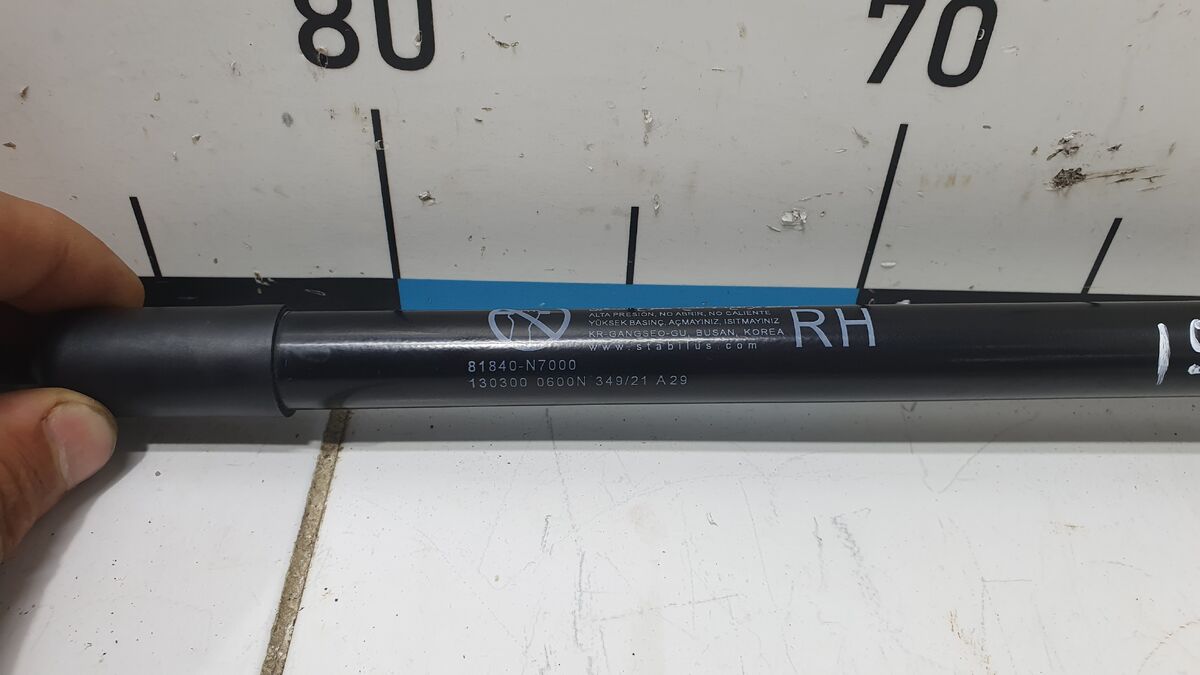 80
70
ALTA PRESIÓN, NO ABRIR, NO CALIENTE
YÜKSEK BASINÇ, AÇMAYINIZ, ISITMAYINIZ
KR-GANGSEO-GU, BUSAN, KOREA
www.stabilus.com
RH
81840-N7000
130300 0600N 349/21 A29